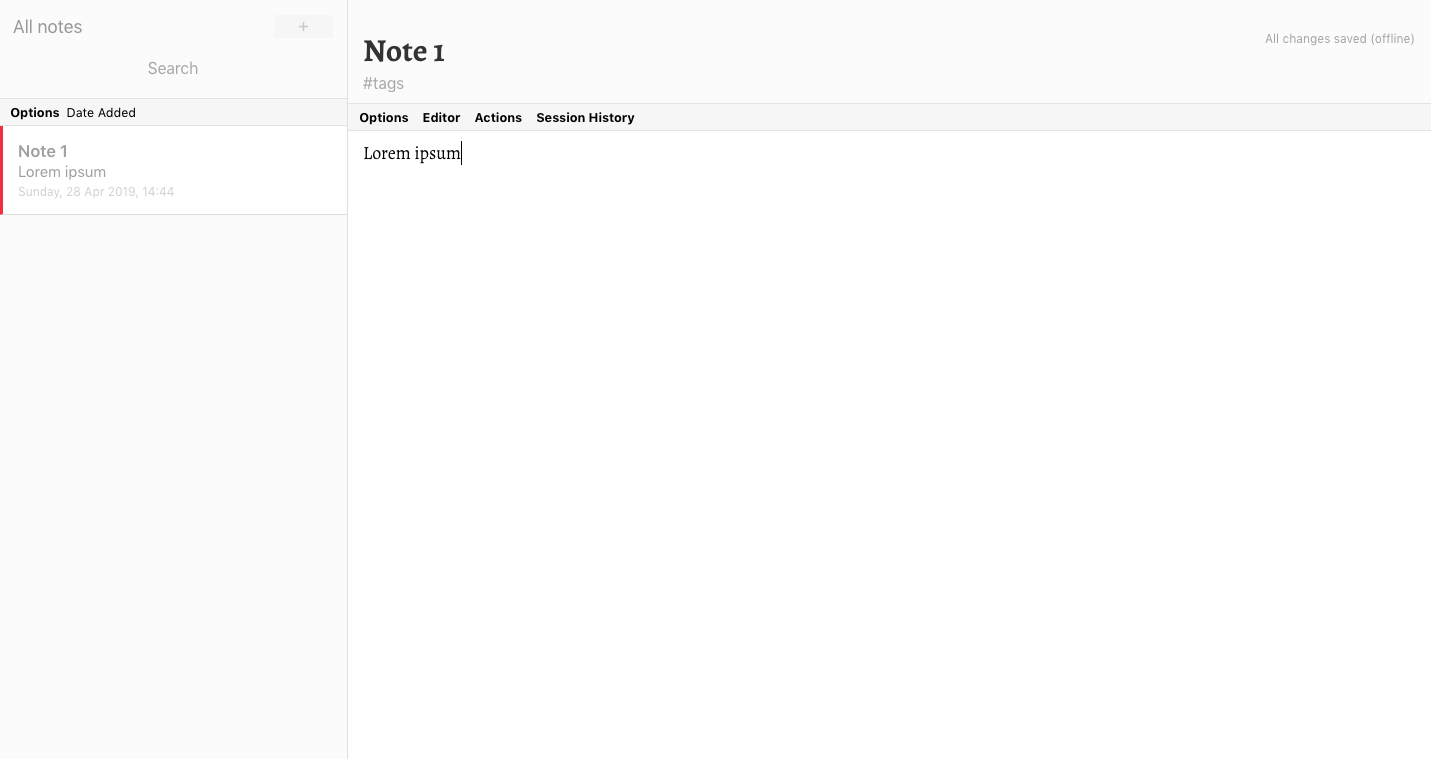 All notes
+
Search
Options Date Added
Note 1
Lorem ipsum
Sunday, 28 Apr 2019, 14:44
Note 1
All changes saved (offline)
#tags
Options Editor Actions Session History
Lorem ipsum